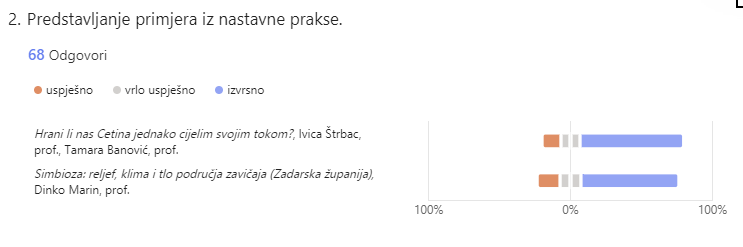 2. Predstavljanje primjera iz nastavne prakse.
68 Odgovori
uspješno vrlo uspješno izvrsno
Hrani li nas Cetina jednako cijelim svojim tokom?, Ivica Štrbac,
prof., Tamara Banović, prof.
Simbioza: reljef, klima i tlo područja zavičaja (Zadarska županija),
Dinko Marin, prof.
100% 0% 100%